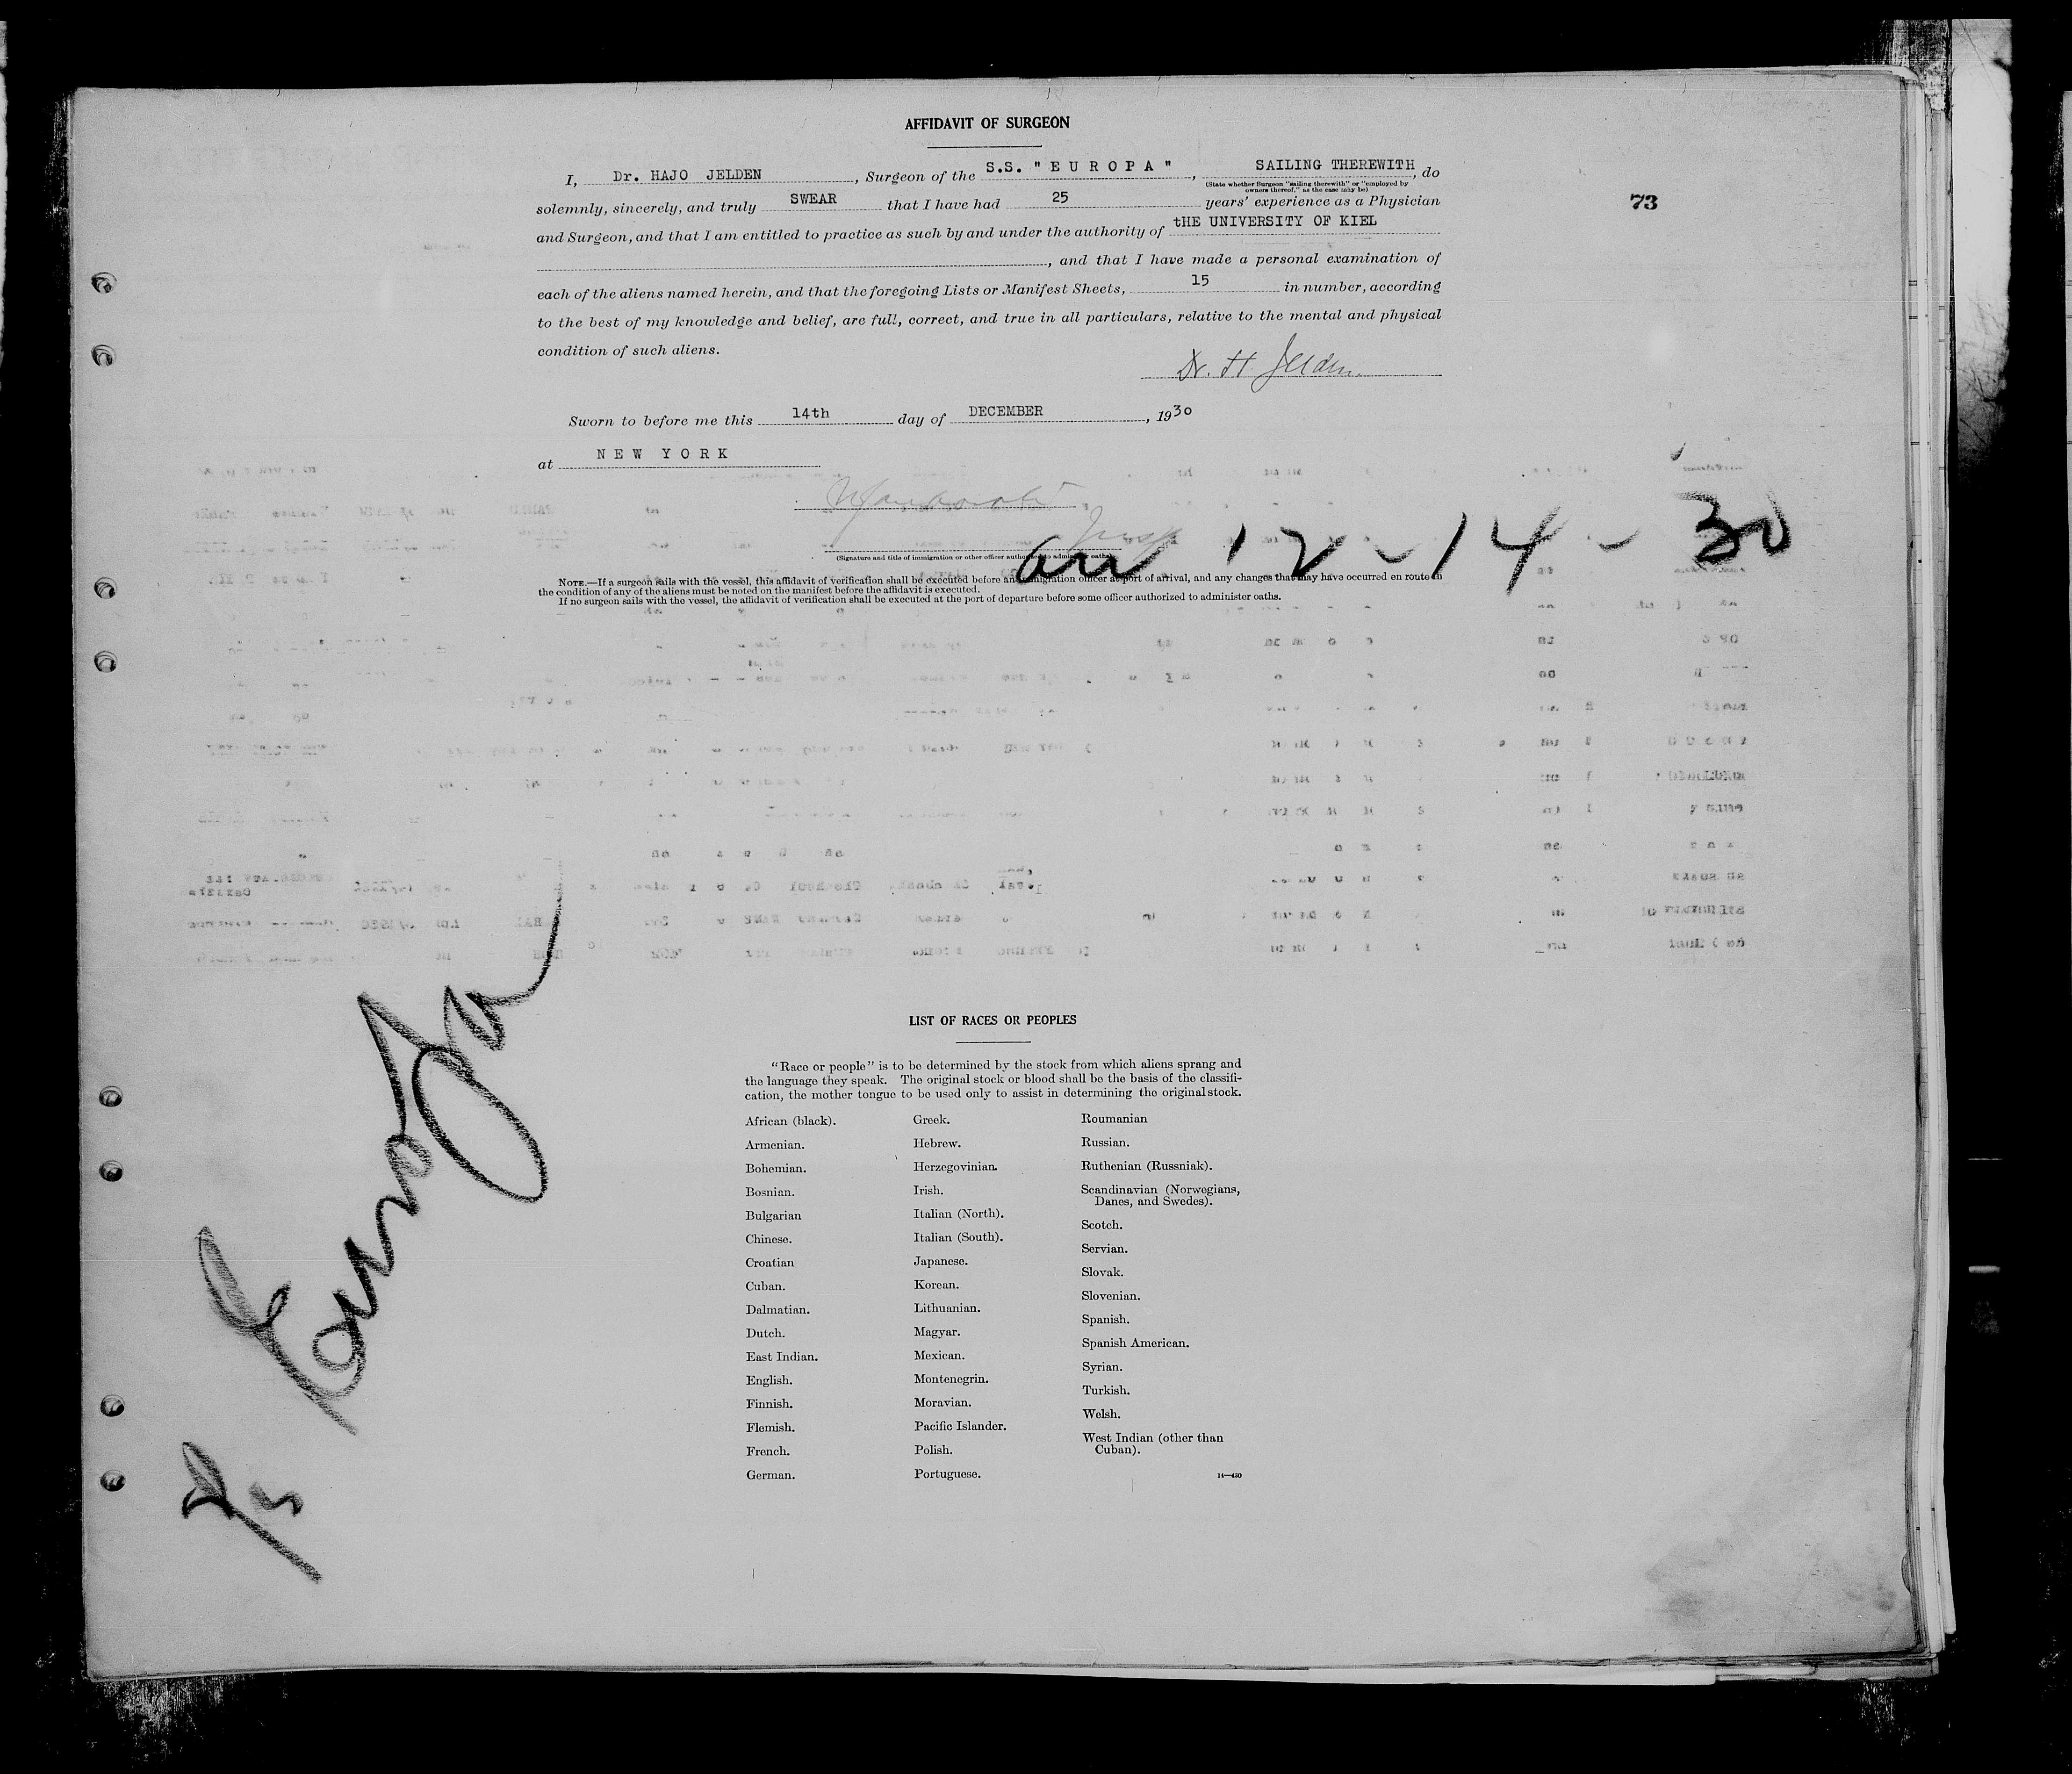 AFFIDAVIT OF SURGEON
I, Dr. HAJO JELDEN, Surgeon of the S.S. "EUROPA", SAILING THEREWITH, do
(State whether Surgeon "sailing therewith" or "employed by
owners thereof," as the case may be)
solemnly, sincerely, and truly SWEAR that I have had 25 years' experience as a Physician
73
and Surgeon, and that I am entitled to practice as such by and under the authority of tHE UNIVERSITY OF KIEL
, and that I have made a personal examination of
each of the aliens named herein, and that the foregoing Lists or Manifest Sheets, 15 in number, according
to the best of my knowledge and belief, are full, correct, and true in all particulars, relative to the mental and physical
condition of such aliens.
Dr. H Jelden.
Sworn to before me this 14th day of DECEMBER, 1930
at NEW YORK
arr 12-14-30
(Signature and title of immigration or other officer authorized to administer oaths)
NOTE.—If a surgeon sails with the vessel, this affidavit of verification shall be executed before an immigration officer at port of arrival, and any changes that may have occurred en route in
the condition of any of the aliens must be noted on the manifest before the affidavit is executed.
If no surgeon sails with the vessel, the affidavit of verification shall be executed at the port of departure before some officer authorized to administer oaths.
Europa
LIST OF RACES OR PEOPLES
"Race or people" is to be determined by the stock from which aliens sprang and
the language they speak. The original stock or blood shall be the basis of the classifi-
cation, the mother tongue to be used only to assist in determining the original stock.
African (black).
Armenian.
Bohemian.
Bosnian.
Bulgarian
Chinese.
Croatian
Cuban.
Dalmatian.
Dutch.
East Indian.
English.
Finnish.
Flemish.
French.
German.
Greek.
Hebrew.
Herzegovinian.
Irish.
Italian (North).
Italian (South).
Japanese.
Korean.
Lithuanian.
Magyar.
Mexican.
Montenegrin.
Moravian.
Pacific Islander.
Polish.
Portuguese.
Roumanian
Russian.
Ruthenian (Russniak).
Scandinavian (Norwegians,
Danes, and Swedes).
Scotch.
Servian.
Slovak.
Slovenian.
Spanish.
Spanish American.
Syrian.
Turkish.
Welsh.
West Indian (other than
Cuban).
14—430